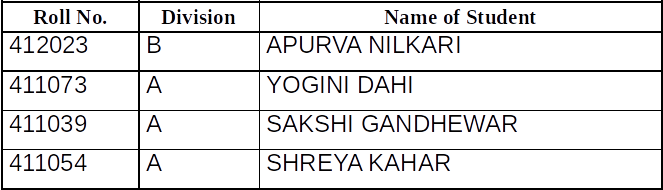 Roll No. Division Name of Student
412023 B APURVA NILKARI
411073 A YOGINI DAHI
411039 A SAKSHI GANDHEWAR
411054 A SHREYA KAHAR